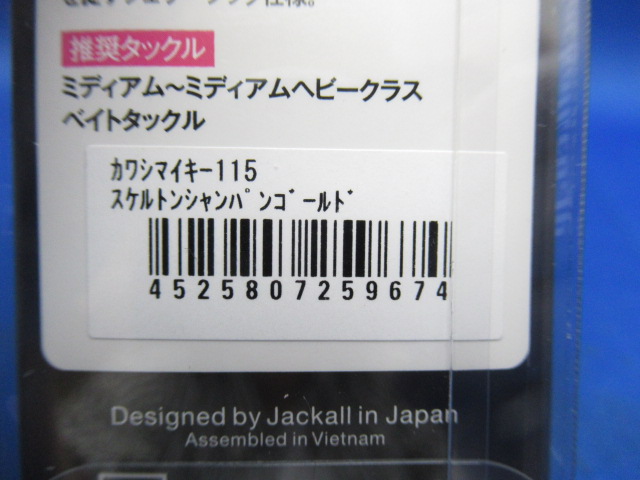 推奨タックル
ミディアム～ミディアムヘビークラス
ベイトタックル
ｶﾜｼﾏｲｷｰ115
ｽｹﾙﾄﾝｼｬﾝﾊﾟﾝｺﾞｰﾙﾄﾞ
4525807259674
Designed by Jackall in Japan
Assembled in Vietnam